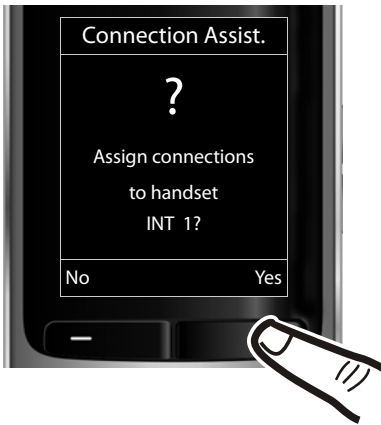 Connection Assist.
?
Assign connections
to handset
INT 1?
No Yes